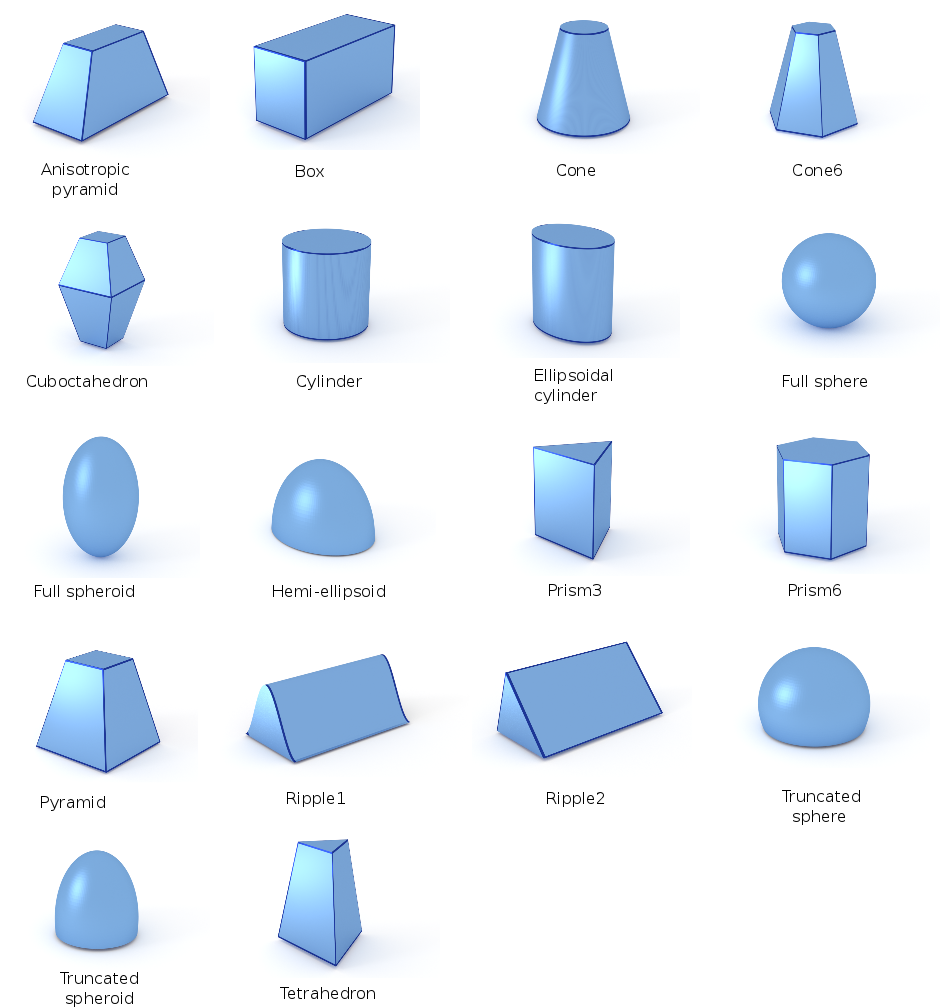 Anisotropic
pyramid
Box
Cone
Cone6
Cuboctahedron
Cylinder
Ellipsoidal
cylinder
Full sphere
Full spheroid
Hemi-ellipsoid
Prism3
Prism6
Pyramid
Ripple1
Ripple2
Truncated
sphere
Truncated
spheroid
Tetrahedron